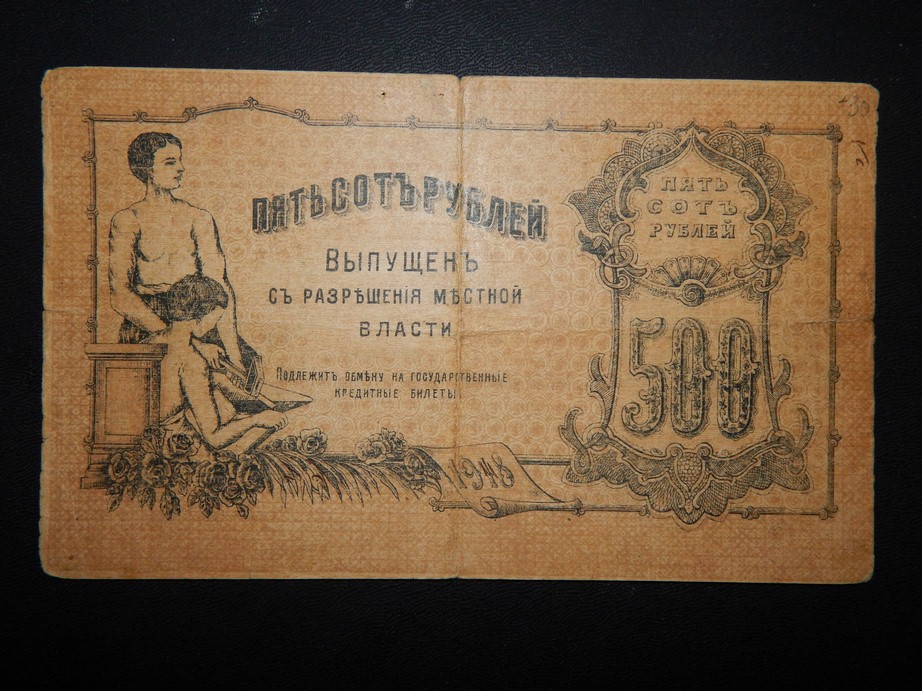 ПЯТЬСОТЪ РУБЛЕЙ
ВЫПУЩЕНЪ
СЪ РАЗРѢШЕНІЯ МѢСТНОЙ
ВЛАСТИ
ПОДЛЕЖИТЪ ОБМѢНУ НА ГОСУДАРСТВЕННЫЕ
КРЕДИТНЫЕ БИЛЕТЫ.
1918
ПЯТЬ
СОТЪ
РУБЛЕЙ
500